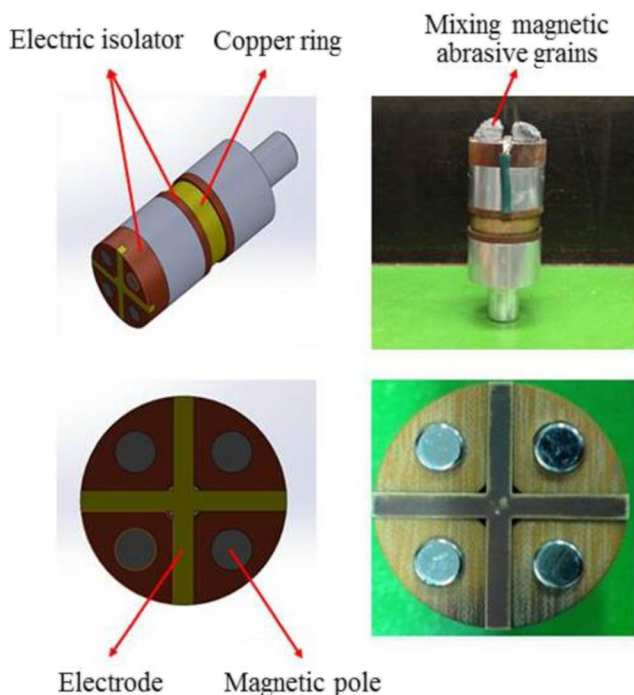 Electric isolator
Copper ring
Mixing magnetic
abrasive grains
Electrode
Magnetic pole